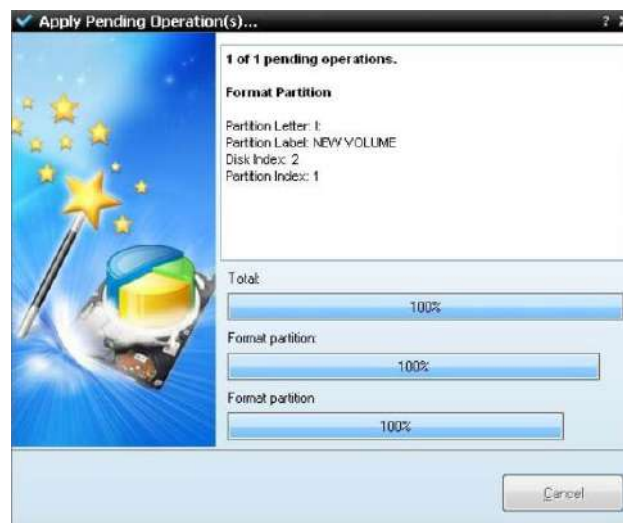 Apply Pending Operation(s)...
1 of 1 pending operations.
Format Partition
Partition Letter: I:
Partition Label: NEW VOLUME
Disk Index: 2
Partition Index: 1
Total:
100%
Format partition:
100%
Format partition
100%
Cancel